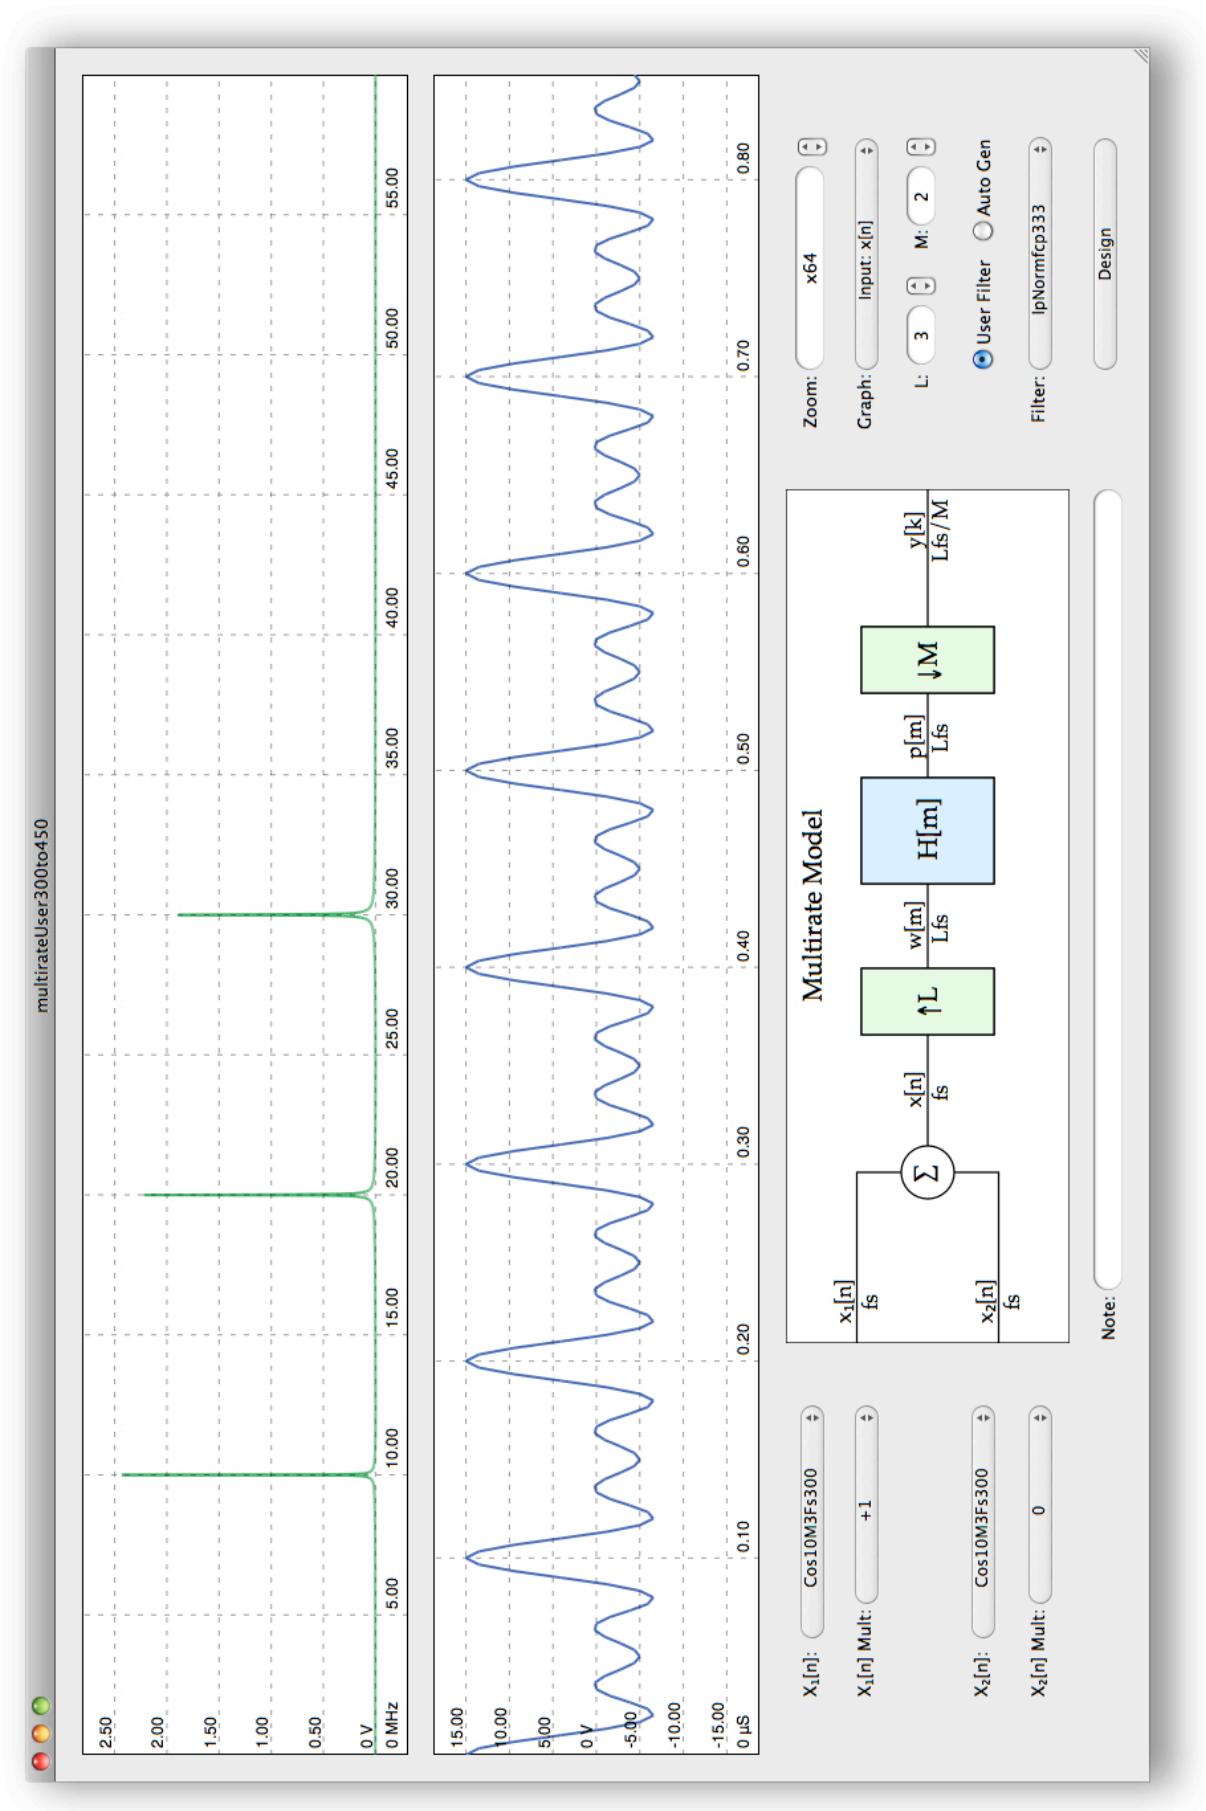 multirateUser300to450
2.50
2.00
1.50
1.00
0.50
0 V
0 MHz 5.00 10.00 15.00 20.00 25.00 30.00 35.00 40.00 45.00 50.00 55.00
15.00
10.00
5.00
0 V
-5.00
-10.00
-15.00
0 µS 0.10 0.20 0.30 0.40 0.50 0.60 0.70 0.80
X₁[n]: Cos10M3Fs300
X₁[n] Mult: +1
X₂[n]: Cos10M3Fs300
X₂[n] Mult: 0
Multirate Model
x₁[n]
fs
x₂[n]
fs
Σ
x[n]
fs
↑L
w[m]
Lfs
H[m]
p[m]
Lfs
↓M
y[k]
Lfs/M
Note:
Zoom: x64
Graph: Input: x[n]
L: 3 M: 2
User Filter Auto Gen
Filter: lpNormfcp333
Design